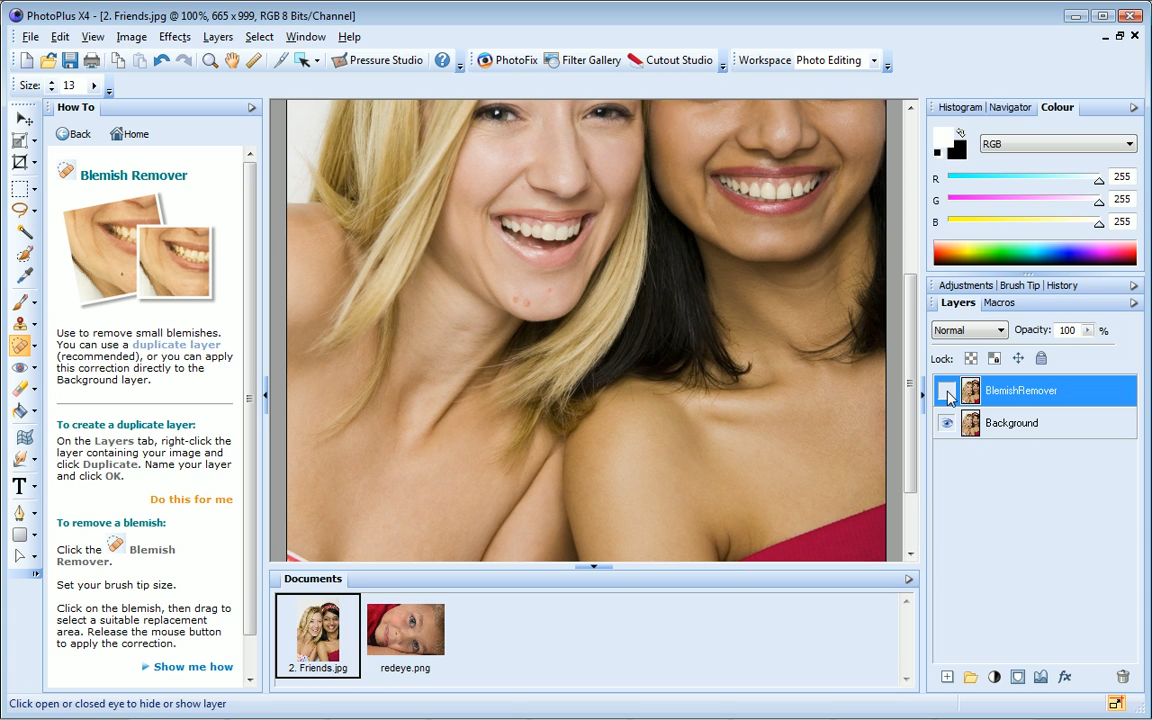 PhotoPlus X4 - [2. Friends.jpg @ 100%, 665 x 999, RGB 8 Bits/Channel]
File Edit View Image Effects Layers Select Window Help
Pressure Studio PhotoFix Filter Gallery Cutout Studio Workspace Photo Editing
Size: 13
How To
Back Home
Blemish Remover
Use to remove small blemishes.
You can use a duplicate layer
(recommended), or you can apply
this correction directly to the
Background layer.
To create a duplicate layer:
On the Layers tab, right-click the
layer containing your image and
click Duplicate. Name your layer
and click OK.
Do this for me
To remove a blemish:
Click the Blemish
Remover.
Set your brush tip size.
Click on the blemish, then drag to
select a suitable replacement
area. Release the mouse button
to apply the correction.
Show me how
Documents
2. Friends.jpg
redeye.png
Histogram | Navigator Colour
RGB
R 255
G 255
B 255
Adjustments | Brush Tip | History
Layers Macros
Normal Opacity: 100 %
Lock:
BlemishRemover
Background
fx
Click open or closed eye to hide or show layer